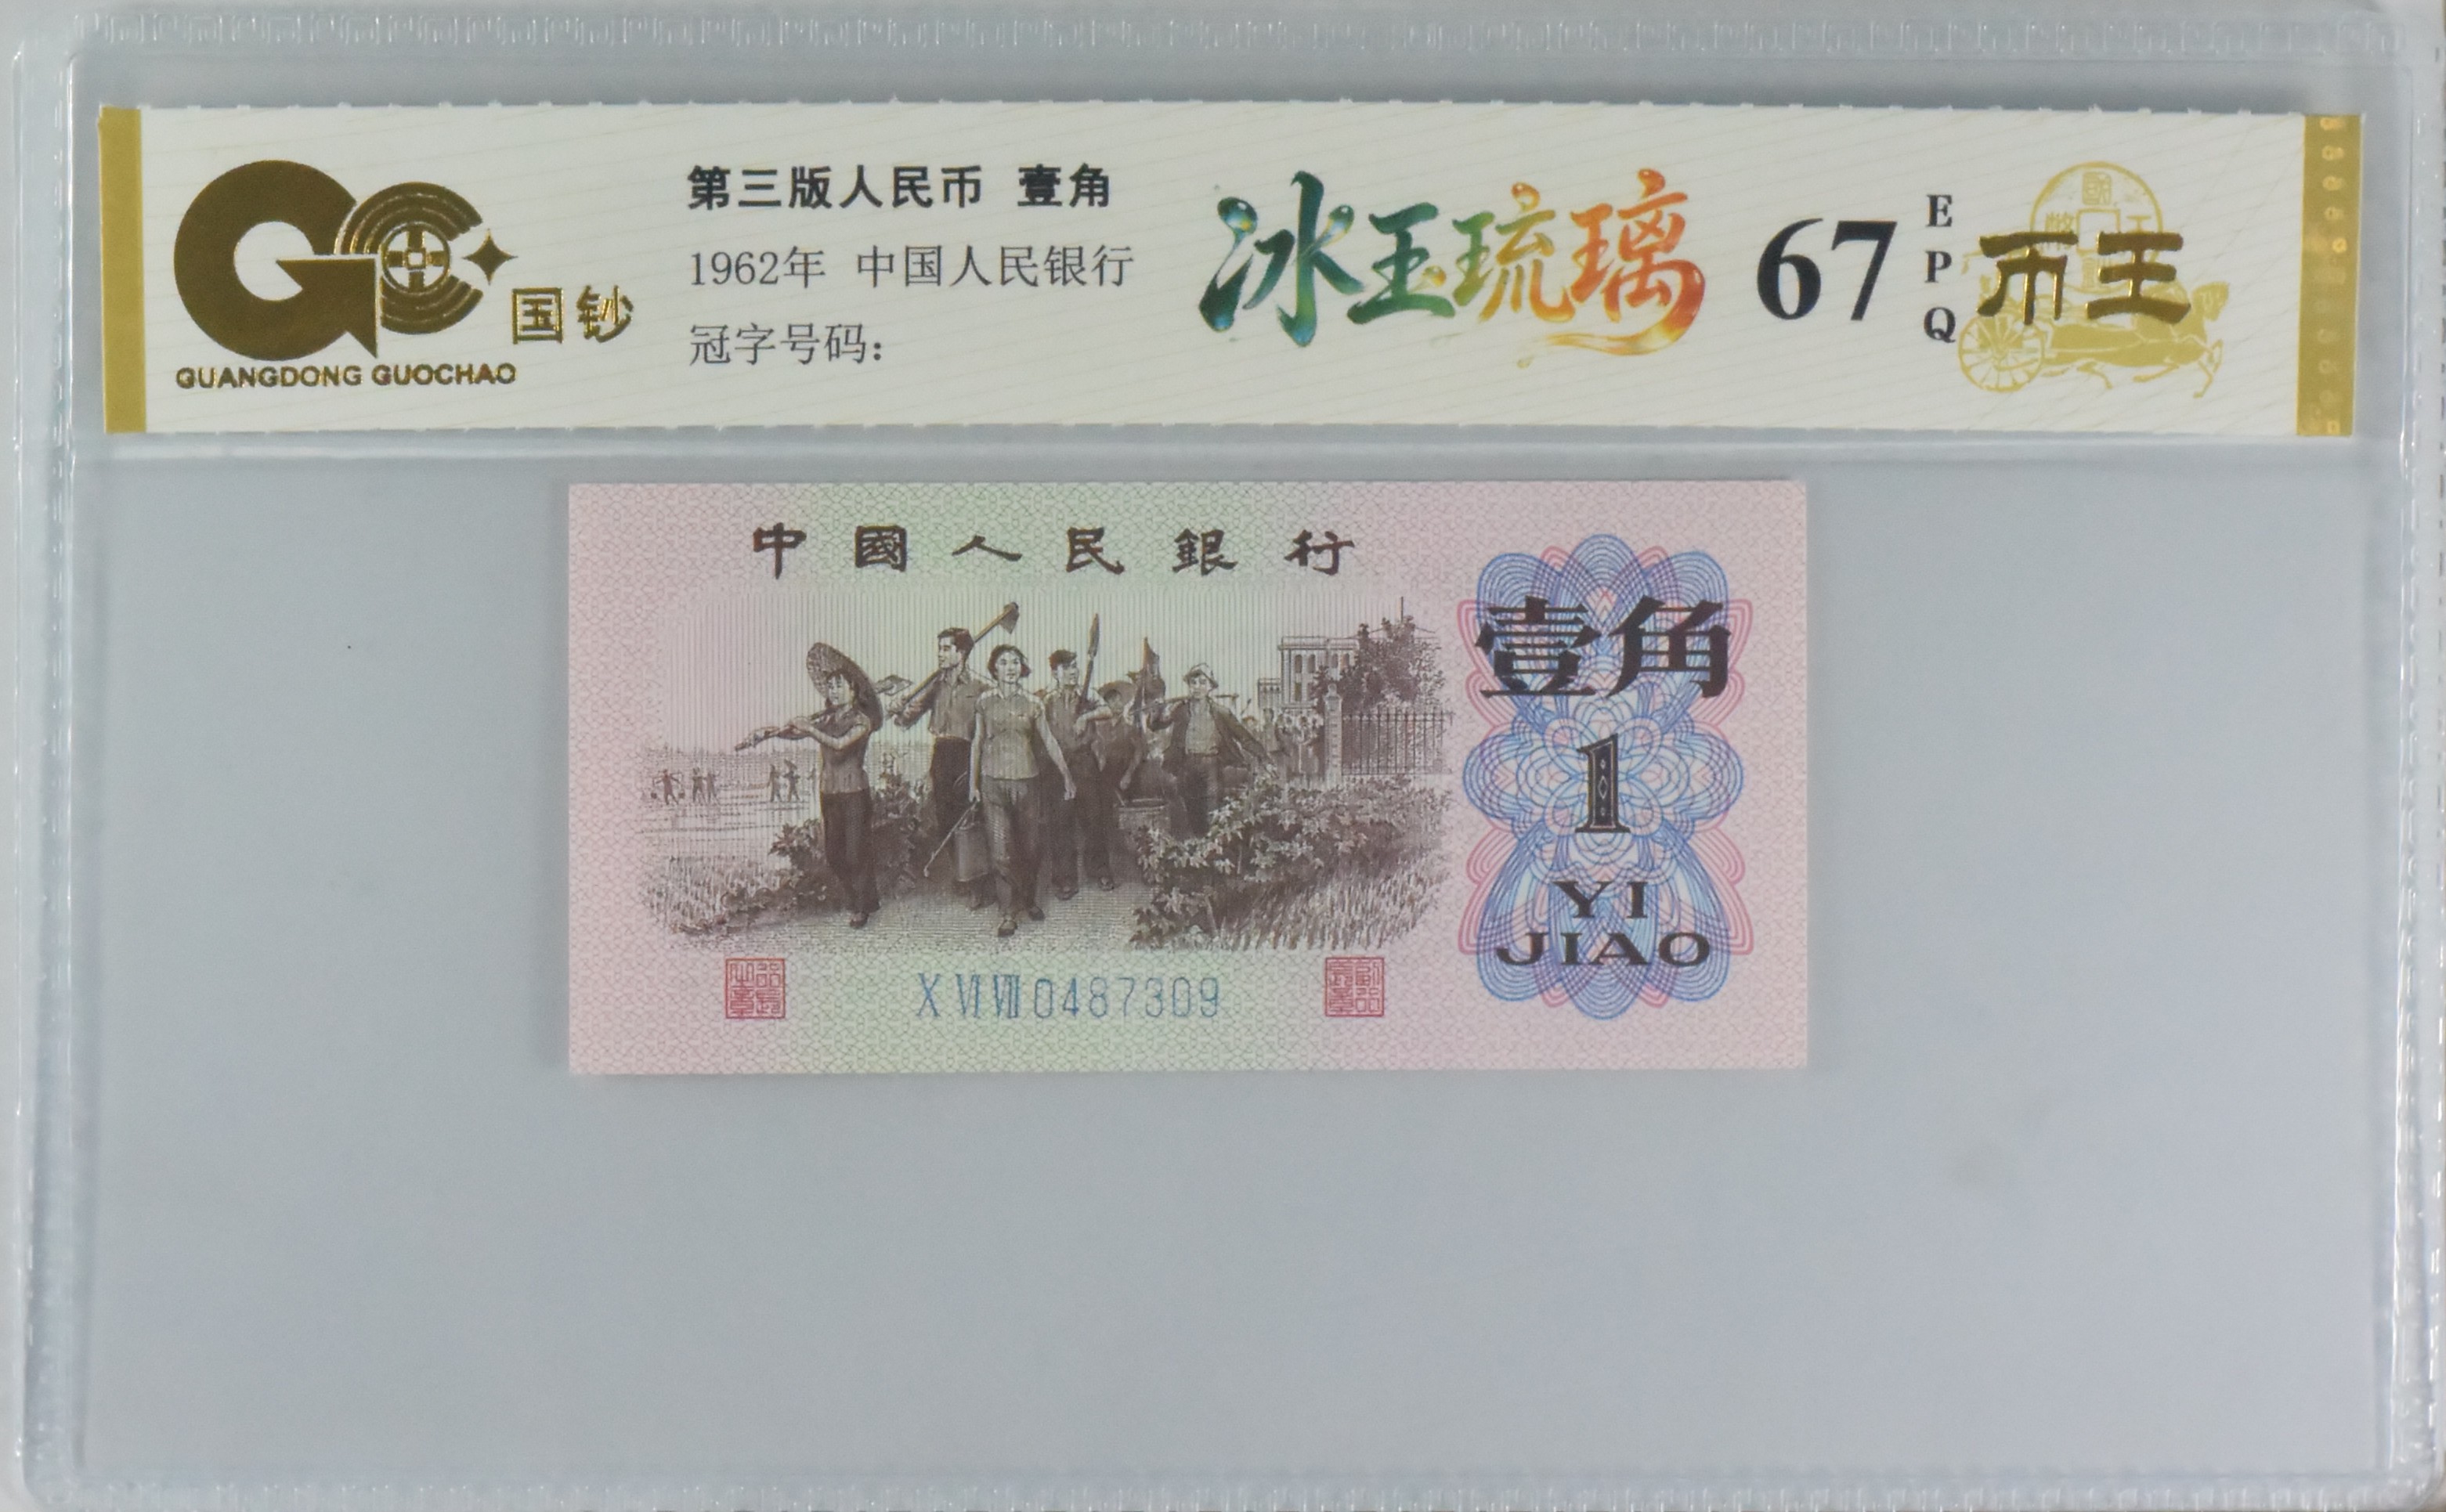 国钞
GUANGDONG GUOCHAO
第三版人民币 壹角
1962年 中国人民银行
冠字号码:
冰玉琉璃
67
EPQ
币王
中國人民銀行
壹角
1
YI
JIAO
X VI VIII 0487309